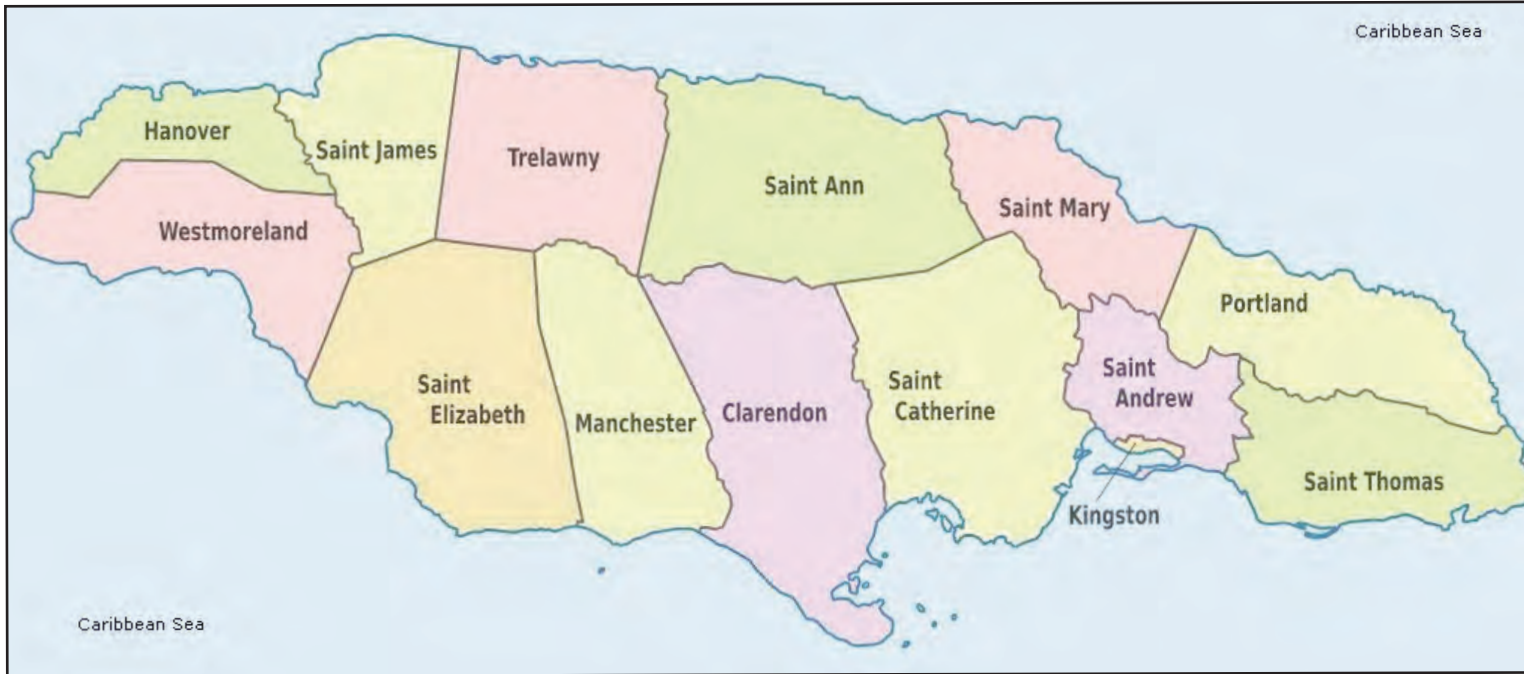 Caribbean Sea
Hanover
Saint James
Trelawny
Saint Ann
Saint Mary
Westmoreland
Portland
Saint
Elizabeth
Manchester
Clarendon
Saint
Catherine
Saint
Andrew
Saint Thomas
Kingston
Caribbean Sea